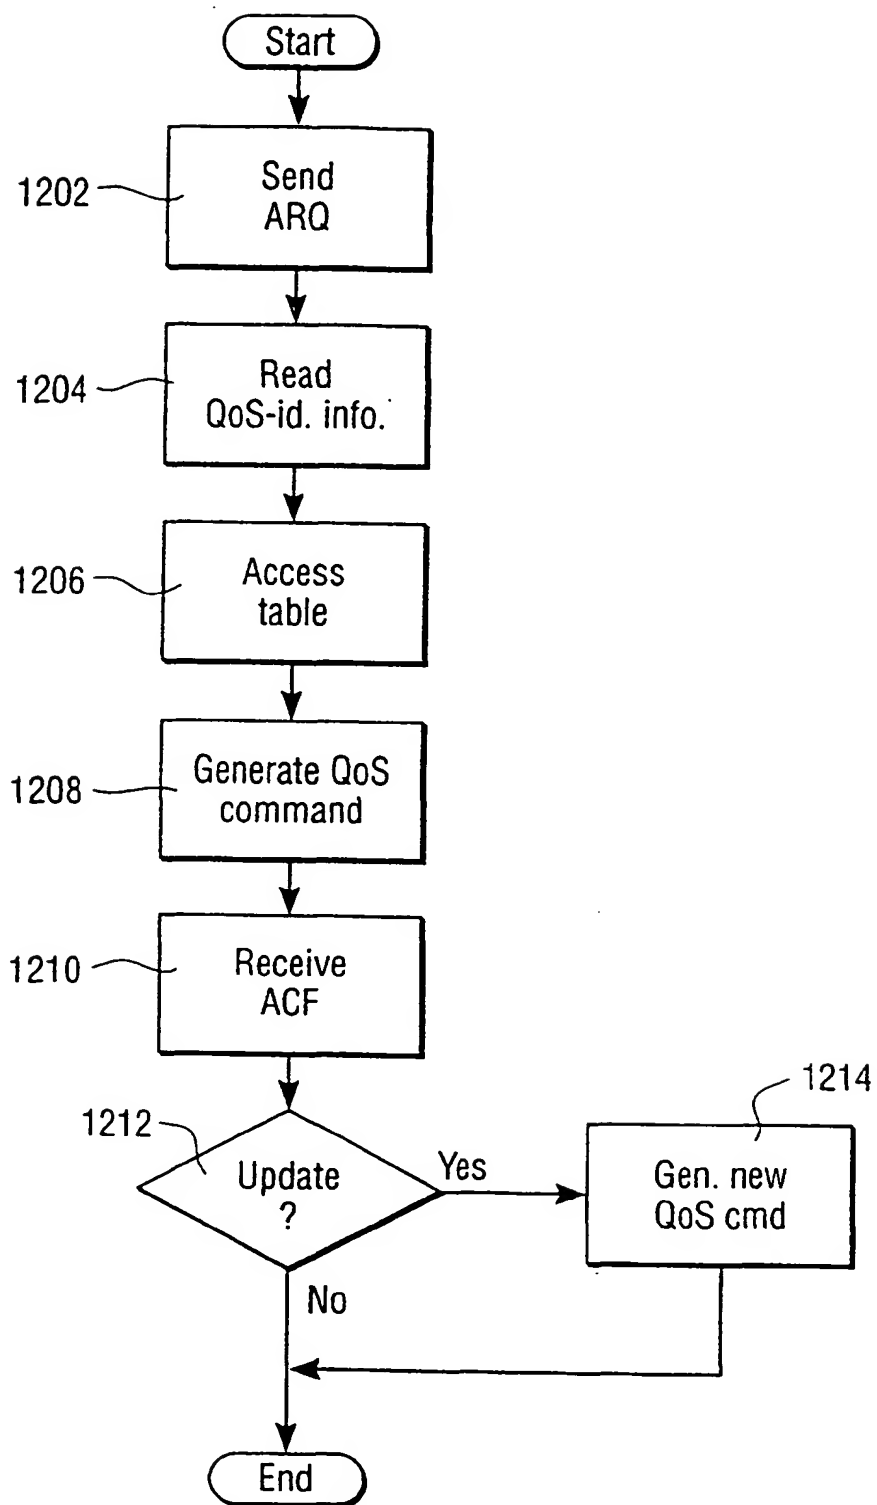 Start
1202
Send
ARQ
1204
Read
QoS-id. info.
1206
Access
table
1208
Generate QoS
command
1210
Receive
ACF
1212
Update
?
Yes
1214
Gen. new
QoS cmd
No
End